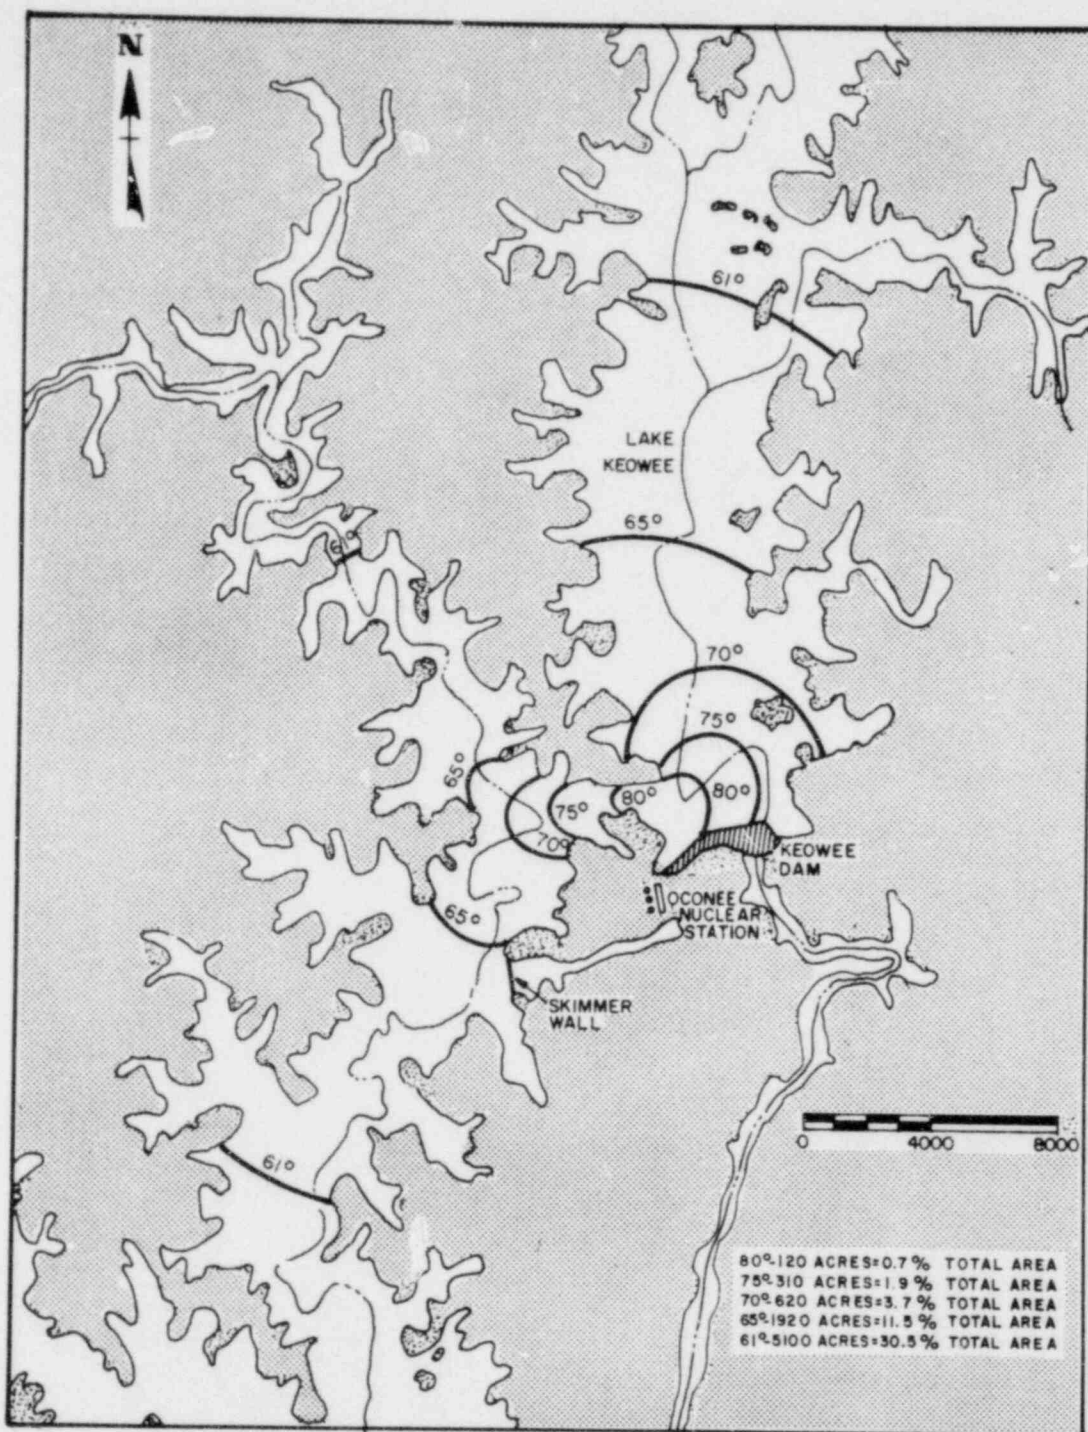 N
61°
LAKE
KEOWEE
65°
61°
70°
75°
65°
80°
80°
75°
70°
KEOWEE
DAM
65°
OCONEE
NUCLEAR
STATION
SKIMMER
WALL
0 4000 8000
61°
80°-120 ACRES=0.7% TOTAL AREA
75°-310 ACRES=1.9% TOTAL AREA
70°-620 ACRES=3.7% TOTAL AREA
65°-1920 ACRES=11.5% TOTAL AREA
61°-5100 ACRES=30.5% TOTAL AREA